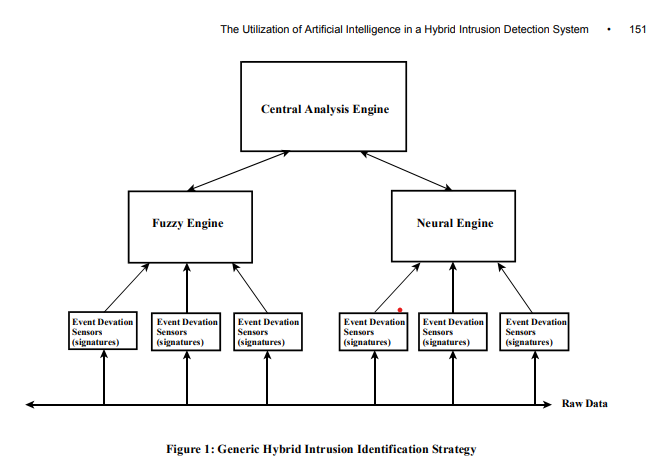 The Utilization of Artificial Intelligence in a Hybrid Intrusion Detection System • 151
Central Analysis Engine
Fuzzy Engine
Neural Engine
Event Devation
Sensors
(signatures)
Event Devation
Sensors
(signatures)
Event Devation
Sensors
(signatures)
Event Devation
Sensors
(signatures)
Event Devation
Sensors
(signatures)
Event Devation
Sensors
(signatures)
Raw Data
Figure 1: Generic Hybrid Intrusion Identification Strategy